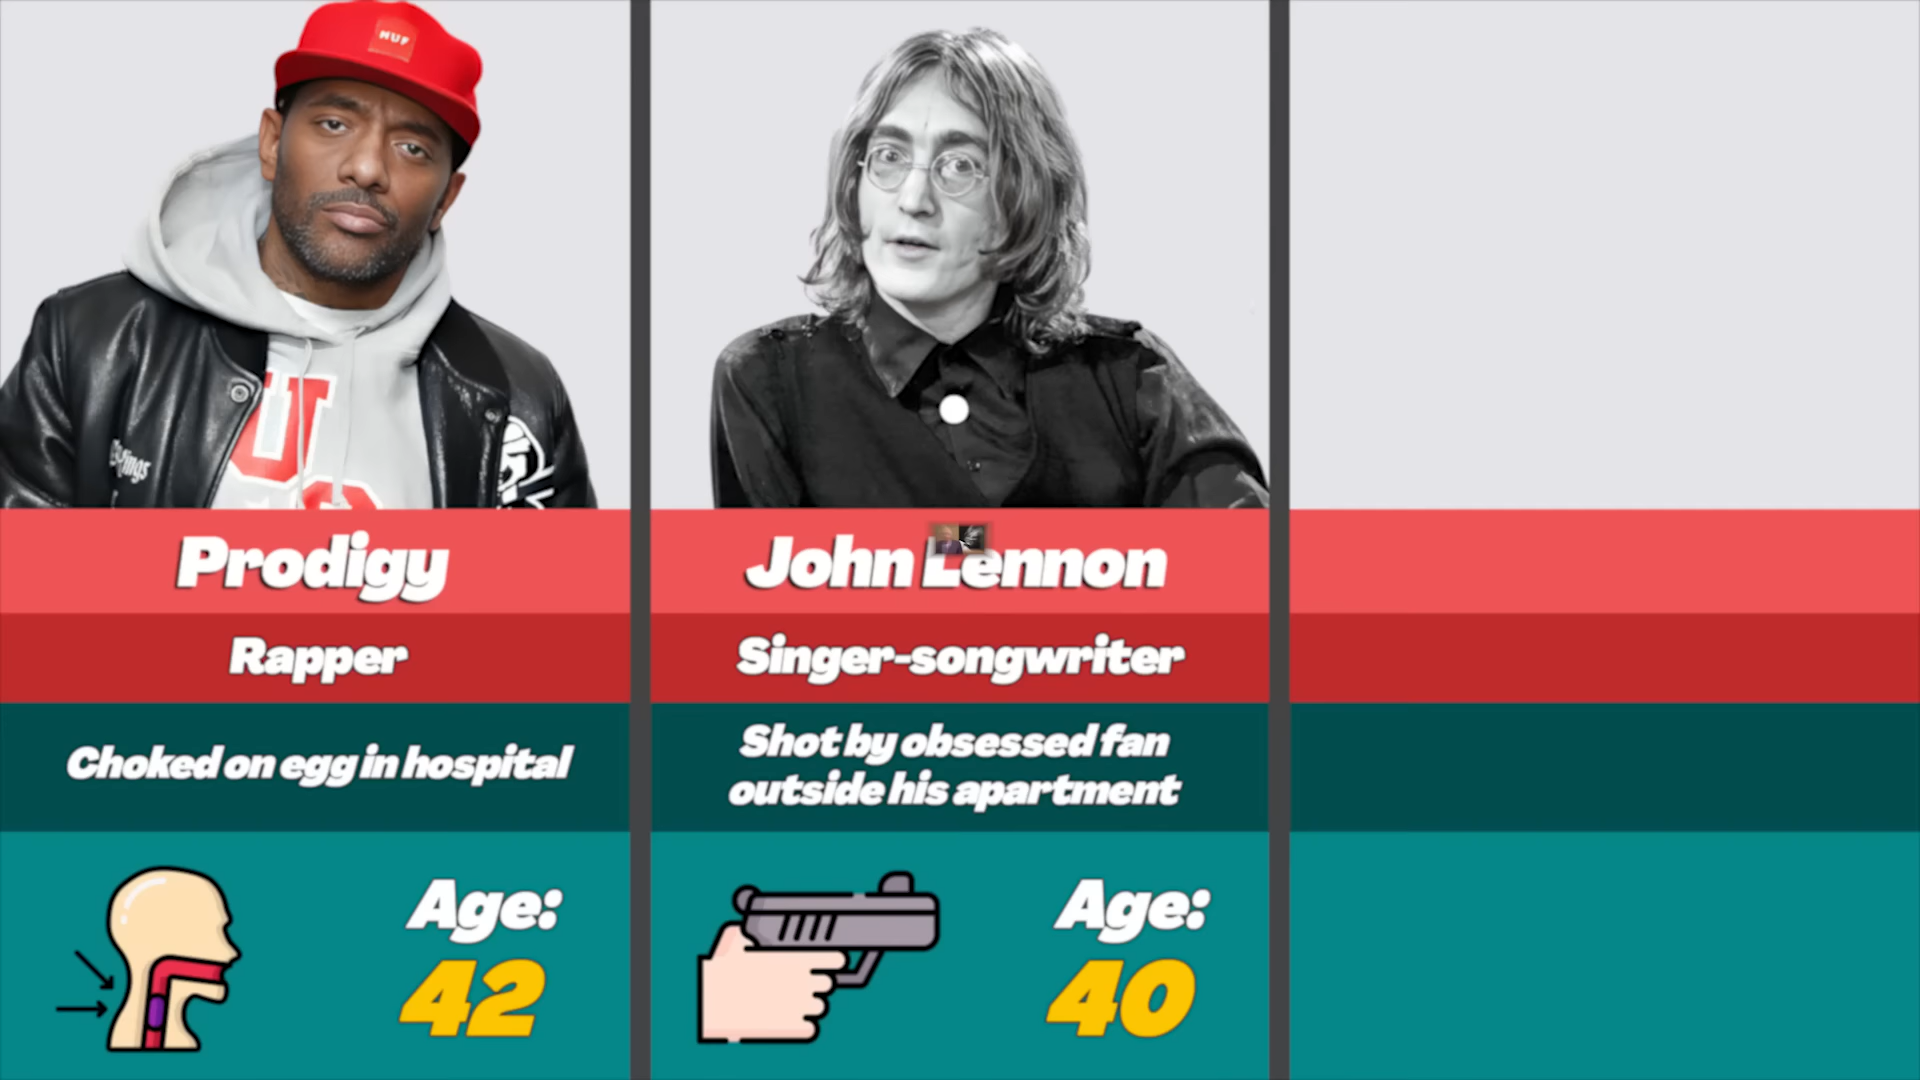 HUF
U
Prodigy
Rapper
Choked on egg in hospital
Age:
42
John Lennon
Singer-songwriter
Shot by obsessed fan
outside his apartment
Age:
40